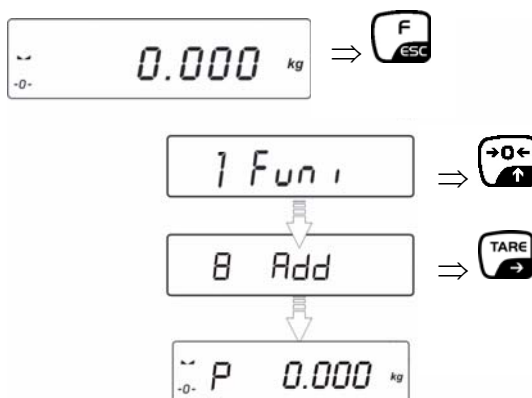 0.000 kg ⇒ F ESC
-0-
1 Funi ⇒ →0← ↑
8 Add ⇒ TARE →
-0- P 0.000 kg